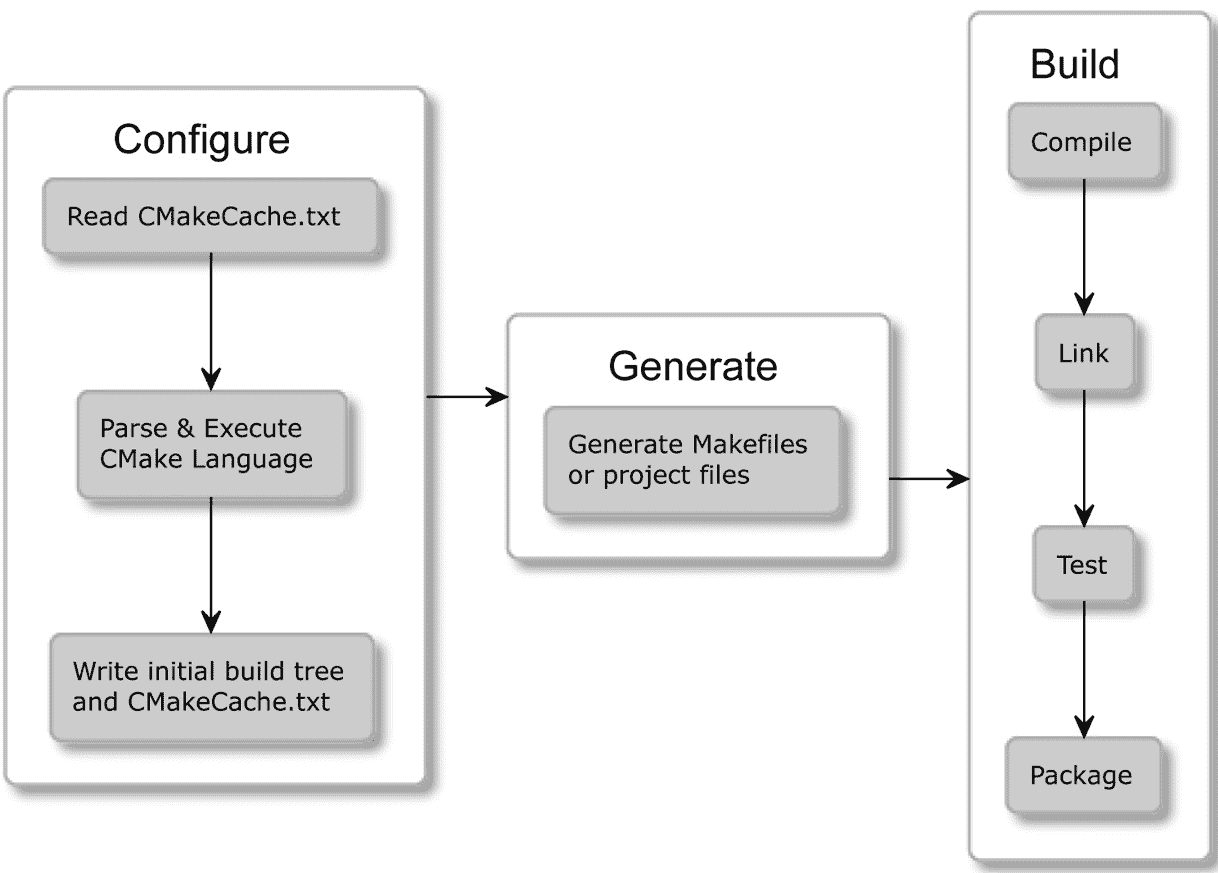 Configure
Read CMakeCache.txt
Parse & Execute
CMake Language
Write initial build tree
and CMakeCache.txt
Generate
Generate Makefiles
or project files
Build
Compile
Link
Test
Package